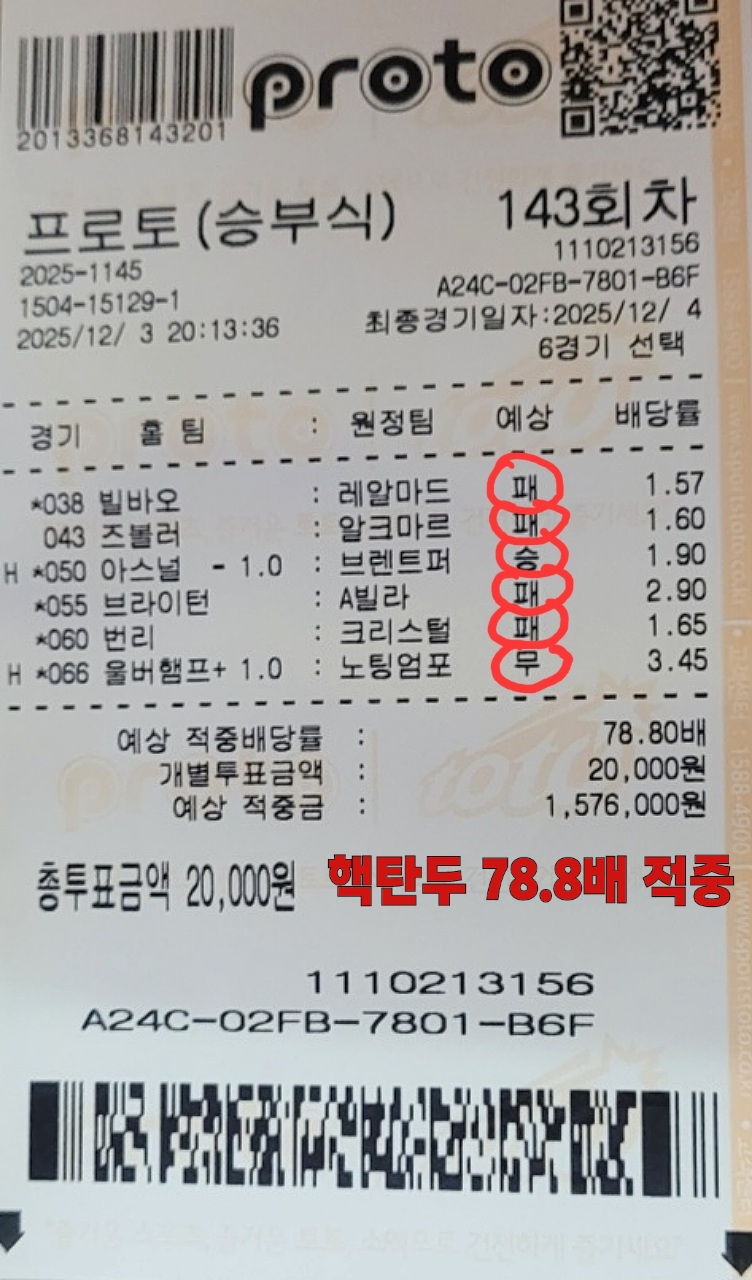 proto
2013368143201
프로토(승부식) 143회차
2025-1145 1110213156
1504-15129-1 A24C-02FB-7801-B6F
2025/12/ 3 20:13:36 최종경기일자:2025/12/ 4
6경기 선택
경기 홈 팀 : 원정팀 예상 배당률
*038 빌바오 : 레알마드 패 1.57
043 즈볼러 : 알크마르 패 1.60
H *050 아스널 - 1.0 : 브렌트퍼 승 1.90
*055 브라이턴 : A빌라 패 2.90
*060 번리 : 크리스털 패 1.65
H *066 울버햄프+ 1.0 : 노팅엄포 무 3.45
예상 적중배당률 : 78.80배
개별투표금액 : 20,000원
예상 적중금 : 1,576,000원
총투표금액 20,000원 핵탄두 78.8배 적중
1110213156
A24C-02FB-7801-B6F